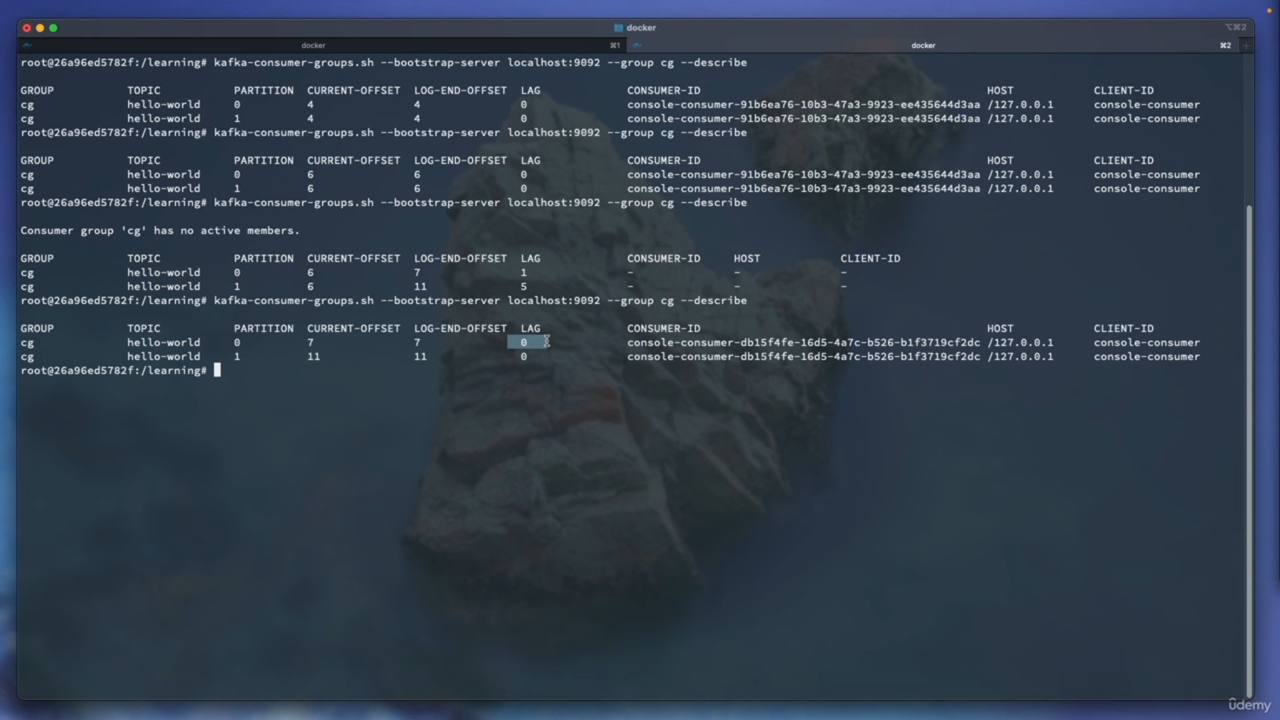 docker
⌥⌘2
docker ⌘1 docker ⌘2 +
root@26a96ed5782f:/learning# kafka-consumer-groups.sh --bootstrap-server localhost:9092 --group cg --describe
GROUP TOPIC PARTITION CURRENT-OFFSET LOG-END-OFFSET LAG CONSUMER-ID HOST CLIENT-ID
cg hello-world 0 4 4 0 console-consumer-91b6ea76-10b3-47a3-9923-ee435644d3aa /127.0.0.1 console-consumer
cg hello-world 1 4 4 0 console-consumer-91b6ea76-10b3-47a3-9923-ee435644d3aa /127.0.0.1 console-consumer
root@26a96ed5782f:/learning# kafka-consumer-groups.sh --bootstrap-server localhost:9092 --group cg --describe
GROUP TOPIC PARTITION CURRENT-OFFSET LOG-END-OFFSET LAG CONSUMER-ID HOST CLIENT-ID
cg hello-world 0 6 6 0 console-consumer-91b6ea76-10b3-47a3-9923-ee435644d3aa /127.0.0.1 console-consumer
cg hello-world 1 6 6 0 console-consumer-91b6ea76-10b3-47a3-9923-ee435644d3aa /127.0.0.1 console-consumer
root@26a96ed5782f:/learning# kafka-consumer-groups.sh --bootstrap-server localhost:9092 --group cg --describe
Consumer group 'cg' has no active members.
GROUP TOPIC PARTITION CURRENT-OFFSET LOG-END-OFFSET LAG CONSUMER-ID HOST CLIENT-ID
cg hello-world 0 6 7 1 - - -
cg hello-world 1 6 11 5 - - -
root@26a96ed5782f:/learning# kafka-consumer-groups.sh --bootstrap-server localhost:9092 --group cg --describe
GROUP TOPIC PARTITION CURRENT-OFFSET LOG-END-OFFSET LAG CONSUMER-ID HOST CLIENT-ID
cg hello-world 0 7 7 0 console-consumer-db15f4fe-16d5-4a7c-b526-b1f3719cf2dc /127.0.0.1 console-consumer
cg hello-world 1 11 11 0 console-consumer-db15f4fe-16d5-4a7c-b526-b1f3719cf2dc /127.0.0.1 console-consumer
root@26a96ed5782f:/learning#
udemy